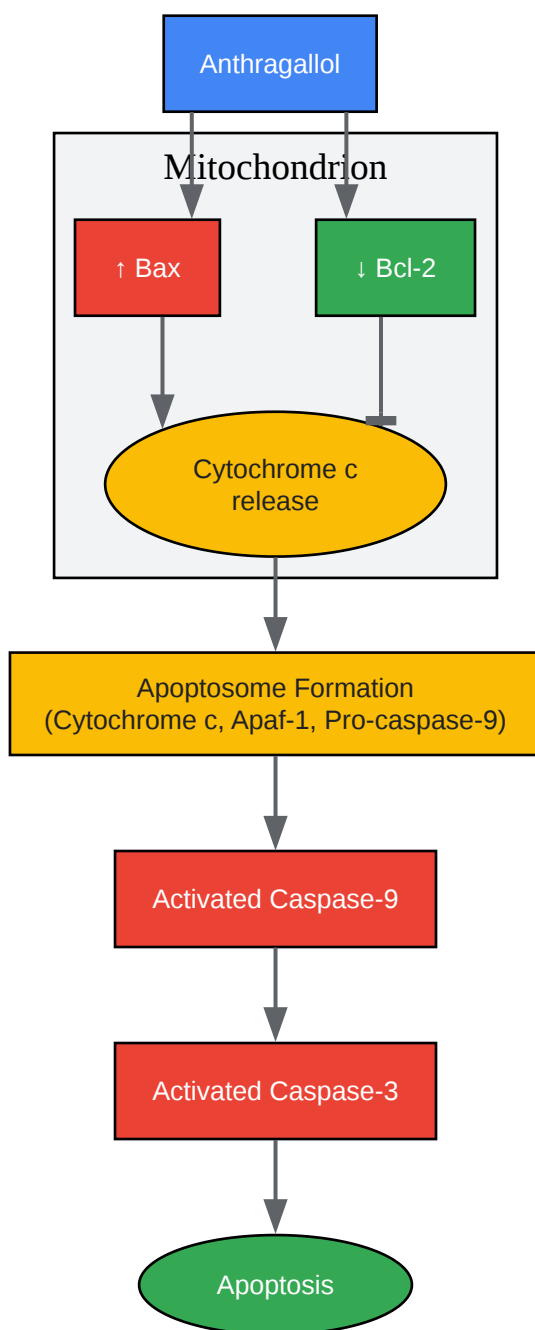 Anthragallol
Mitochondrion
↑ Bax
↓ Bcl-2
Cytochrome c
release
Apoptosome Formation
(Cytochrome c, Apaf-1, Pro-caspase-9)
Activated Caspase-9
Activated Caspase-3
Apoptosis